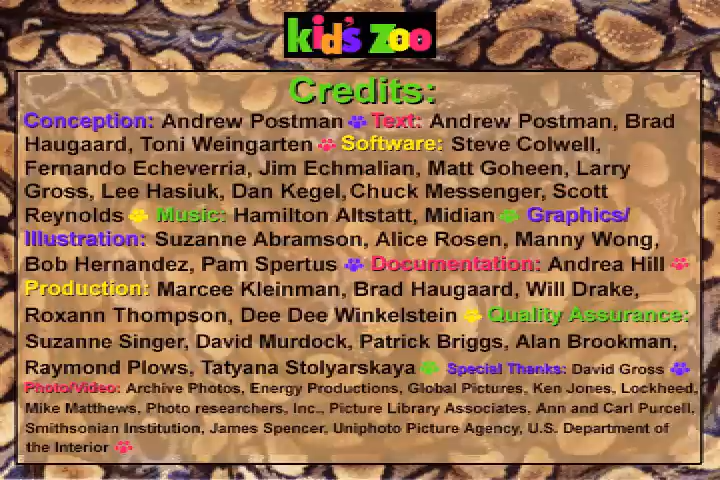 kid's Zoo
Credits:
Conception: Andrew Postman Text: Andrew Postman, Brad
Haugaard, Toni Weingarten Software: Steve Colwell,
Fernando Echeverria, Jim Echmalian, Matt Goheen, Larry
Gross, Lee Hasiuk, Dan Kegel, Chuck Messenger, Scott
Reynolds Music: Hamilton Altstatt, Midian Graphics/
Illustration: Suzanne Abramson, Alice Rosen, Manny Wong,
Bob Hernandez, Pam Spertus Documentation: Andrea Hill
Production: Marcee Kleinman, Brad Haugaard, Will Drake,
Roxann Thompson, Dee Dee Winkelstein Quality Assurance:
Suzanne Singer, David Murdock, Patrick Briggs, Alan Brookman,
Raymond Plows, Tatyana Stolyarskaya Special Thanks: David Gross
Photo/Video: Archive Photos, Energy Productions, Global Pictures, Ken Jones, Lockheed,
Mike Matthews, Photo researchers, Inc., Picture Library Associates, Ann and Carl Purcell,
Smithsonian Institution, James Spencer, Uniphoto Picture Agency, U.S. Department of
the Interior